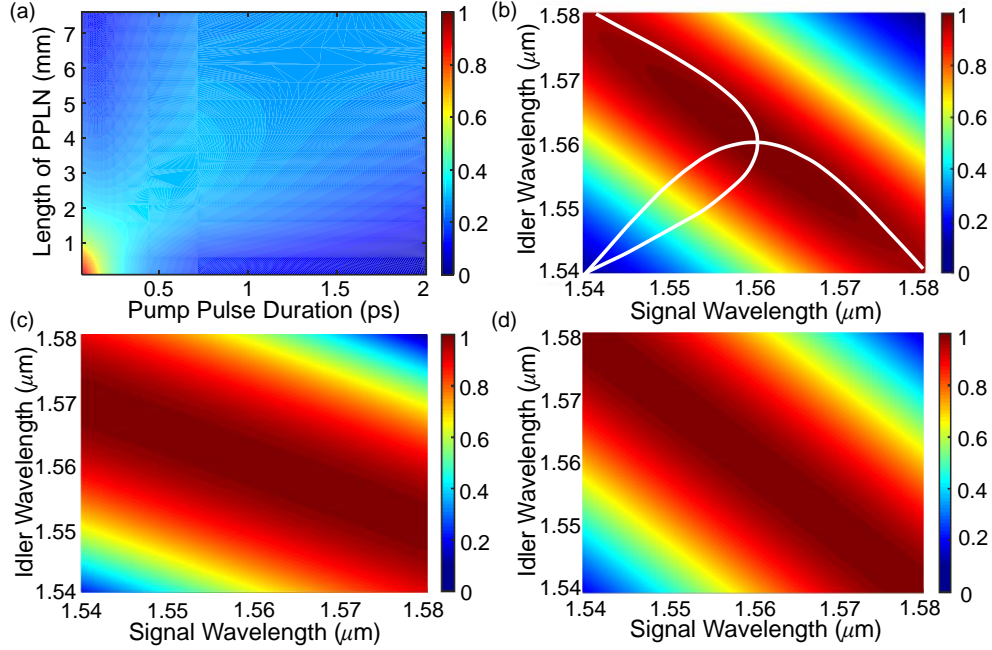 (a)
Length of PPLN (mm)
7
6
5
4
3
2
1
0.5 1 1.5 2
Pump Pulse Duration (ps)
1
0.8
0.6
0.4
0.2
0
(b)
Idler Wavelength (μm)
1.58
1.57
1.56
1.55
1.54
1.54 1.55 1.56 1.57 1.58
Signal Wavelength (μm)
1
0.8
0.6
0.4
0.2
0
(c)
Idler Wavelength (μm)
1.58
1.57
1.56
1.55
1.54
1.54 1.55 1.56 1.57 1.58
Signal Wavelength (μm)
1
0.8
0.6
0.4
0.2
0
(d)
Idler Wavelength (μm)
1.58
1.57
1.56
1.55
1.54
1.54 1.55 1.56 1.57 1.58
Signal Wavelength (μm)
1
0.8
0.6
0.4
0.2
0